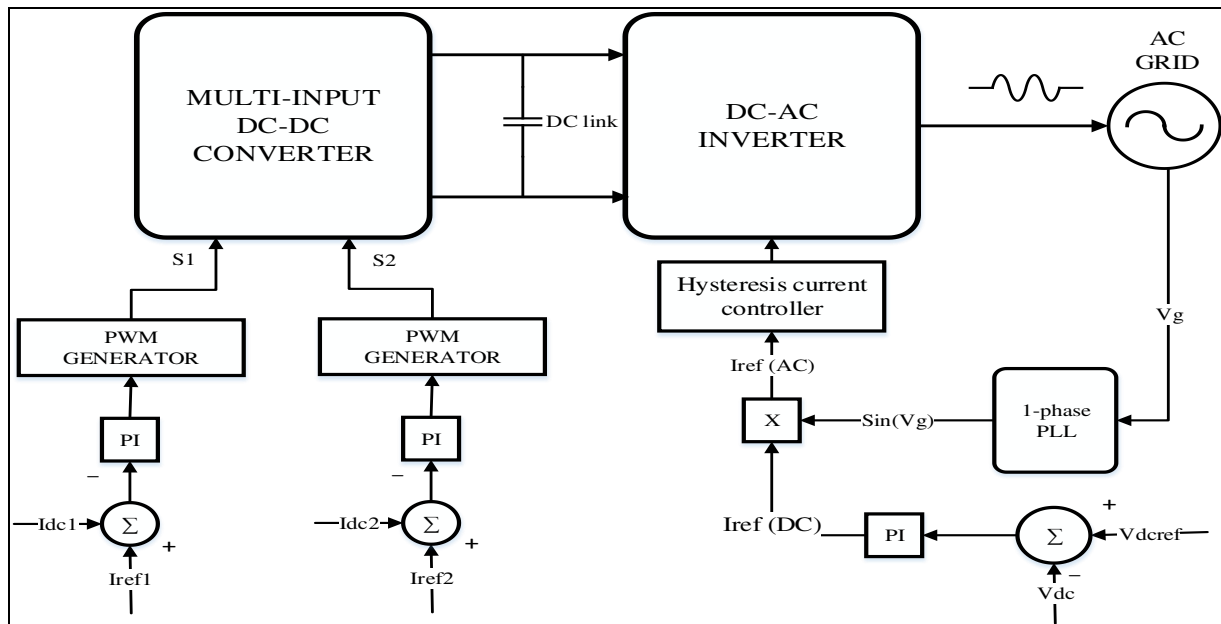 MULTI-INPUT
DC-DC
CONVERTER
DC link
DC-AC
INVERTER
AC
GRID
S1
S2
Hysteresis current
controller
Vg
PWM
GENERATOR
PWM
GENERATOR
Iref (AC)
PI
PI
X
Sin(Vg)
1-phase
PLL
−
−
Idc1
Σ
+
Idc2
Σ
+
Iref (DC)
PI
Σ
+
Vdcref
−
Iref1
Iref2
Vdc